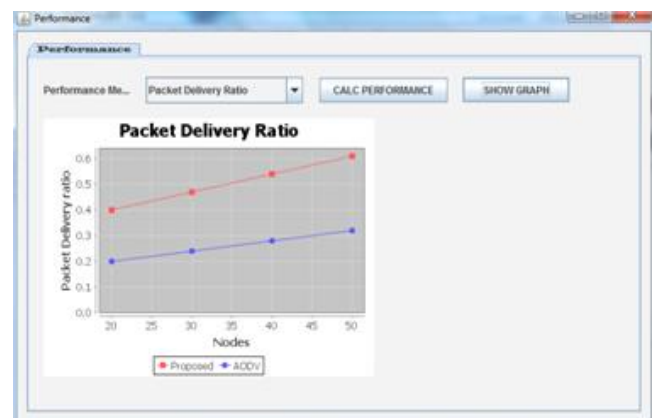 Performance
Performance
Performance Me... Packet Delivery Ratio CALC PERFORMANCE SHOW GRAPH
Packet Delivery Ratio
Packet Delivery ratio
0.6
0.5
0.4
0.3
0.2
0.1
0.0
20 25 30 35 40 45 50
Nodes
Proposed AODV